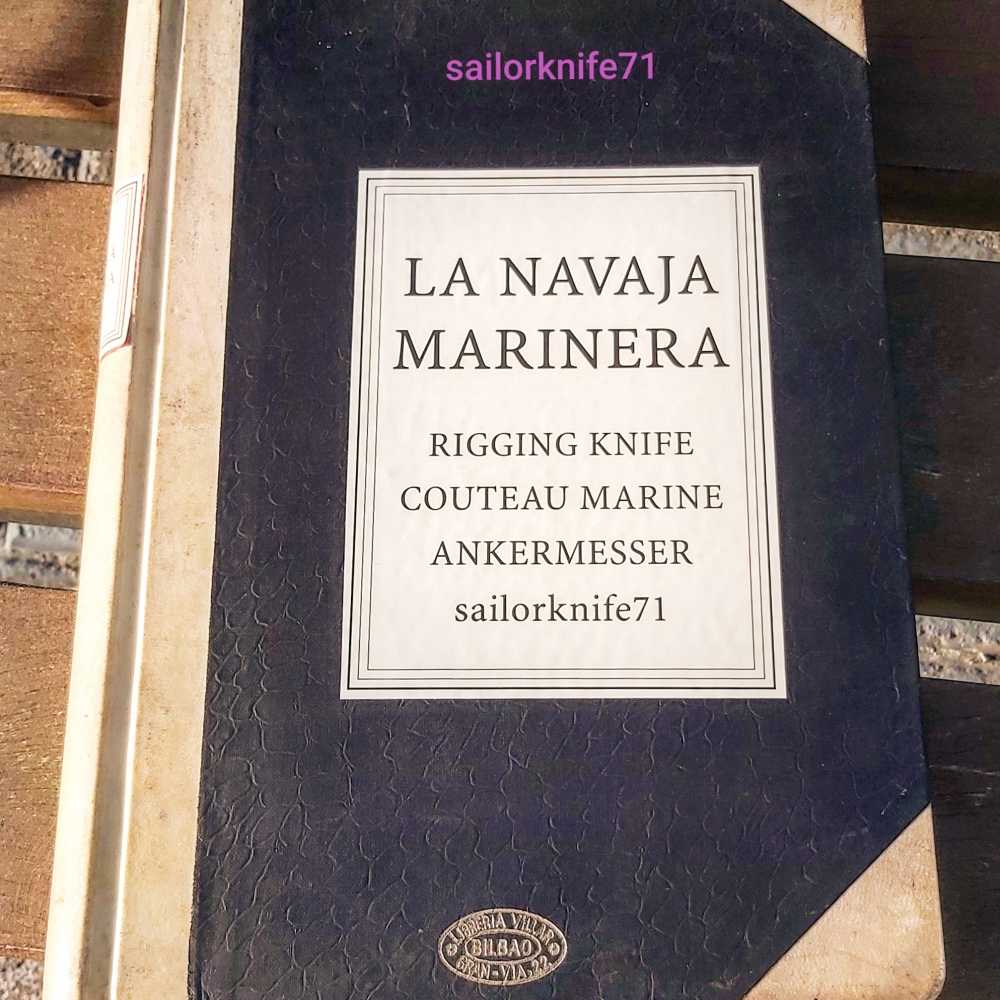 sailorknife71
LA NAVAJA
MARINERA
RIGGING KNIFE
COUTEAU MARINE
ANKERMESSER
sailorknife71
LIBRERIA VILLAR
BILBAO
GRAN-VIA.22